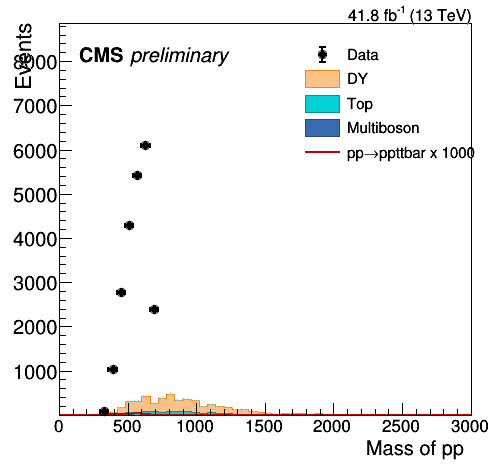 41.8 fb⁻¹ (13 TeV)
Events
CMS preliminary
Data
DY
Top
Multiboson
pp→ppttbar x 1000
8000
7000
6000
5000
4000
3000
2000
1000
0 500 1000 1500 2000 2500 3000
Mass of pp